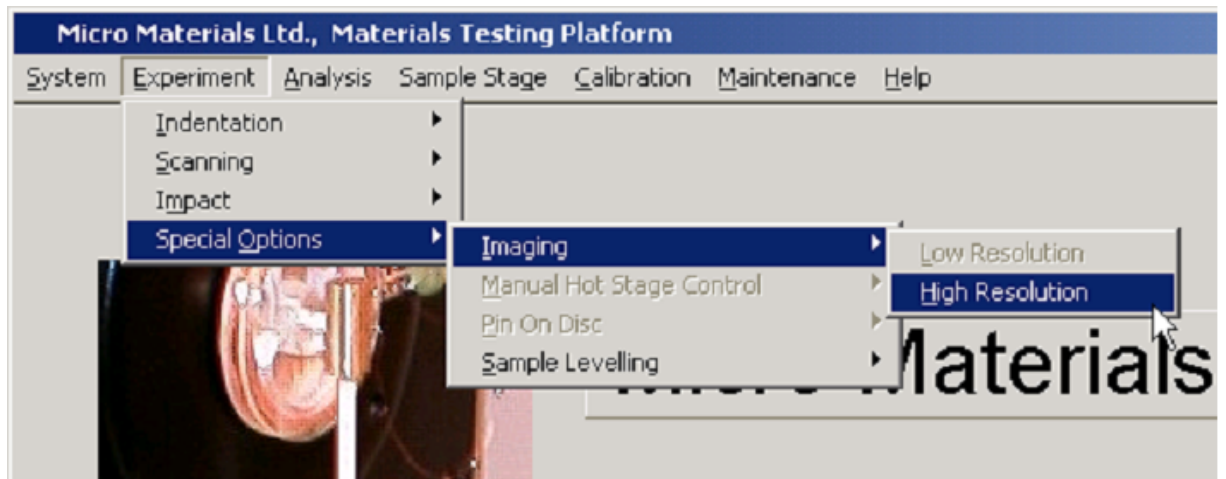 Micro Materials Ltd., Materials Testing Platform
System Experiment Analysis Sample Stage Calibration Maintenance Help
Indentation
Scanning
Impact
Special Options
Imaging
Manual Hot Stage Control
Pin On Disc
Sample Levelling
Low Resolution
High Resolution
Materials